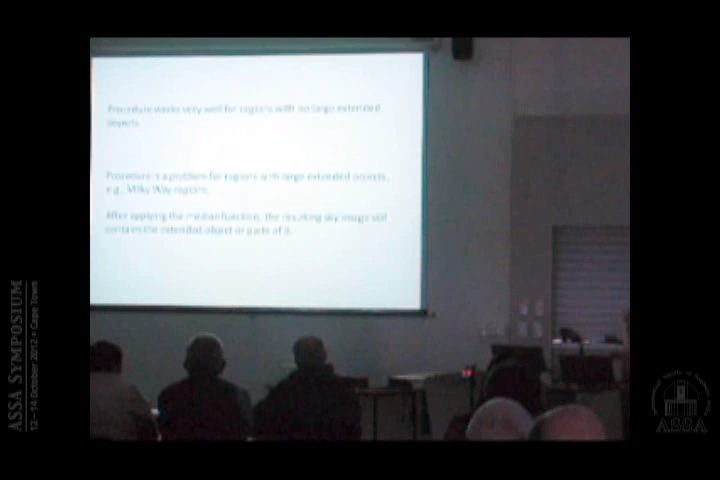 Procedure works very well for regions with no large extended
objects
Procedure is a problem for regions with large extended objects,
e.g., Milky Way regions
After applying the median function, the resulting sky image still
contains the extended object or parts of it.
ASSA SYMPOSIUM
12 – 14 October 2012 • Cape Town
ASSA